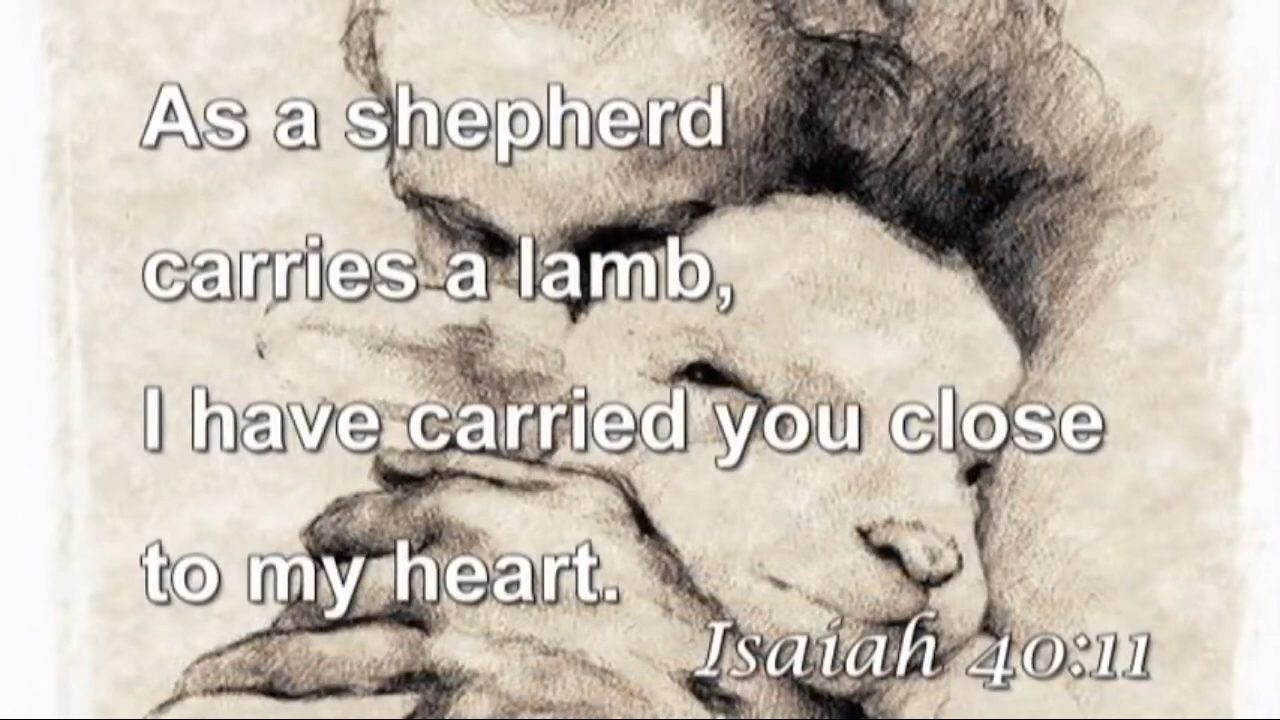 As a shepherd
carries a lamb,
I have carried you close
to my heart.
Isaiah 40:11